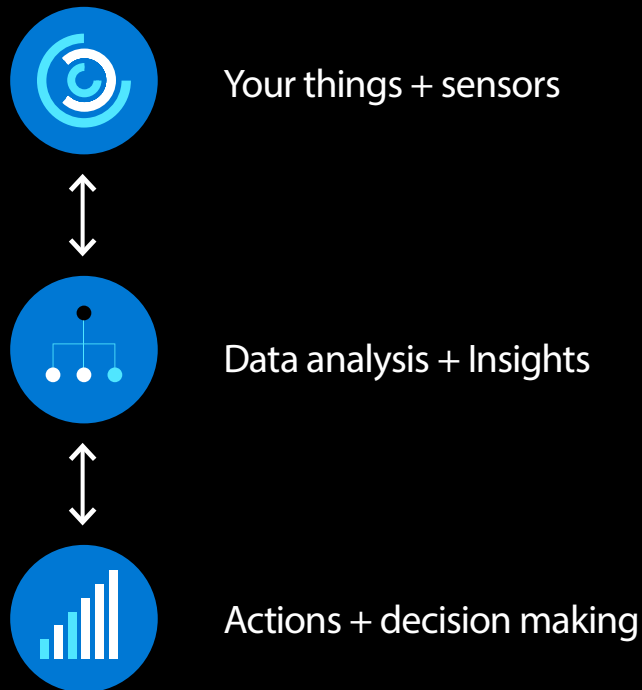 Your things + sensors
Data analysis + Insights
Actions + decision making